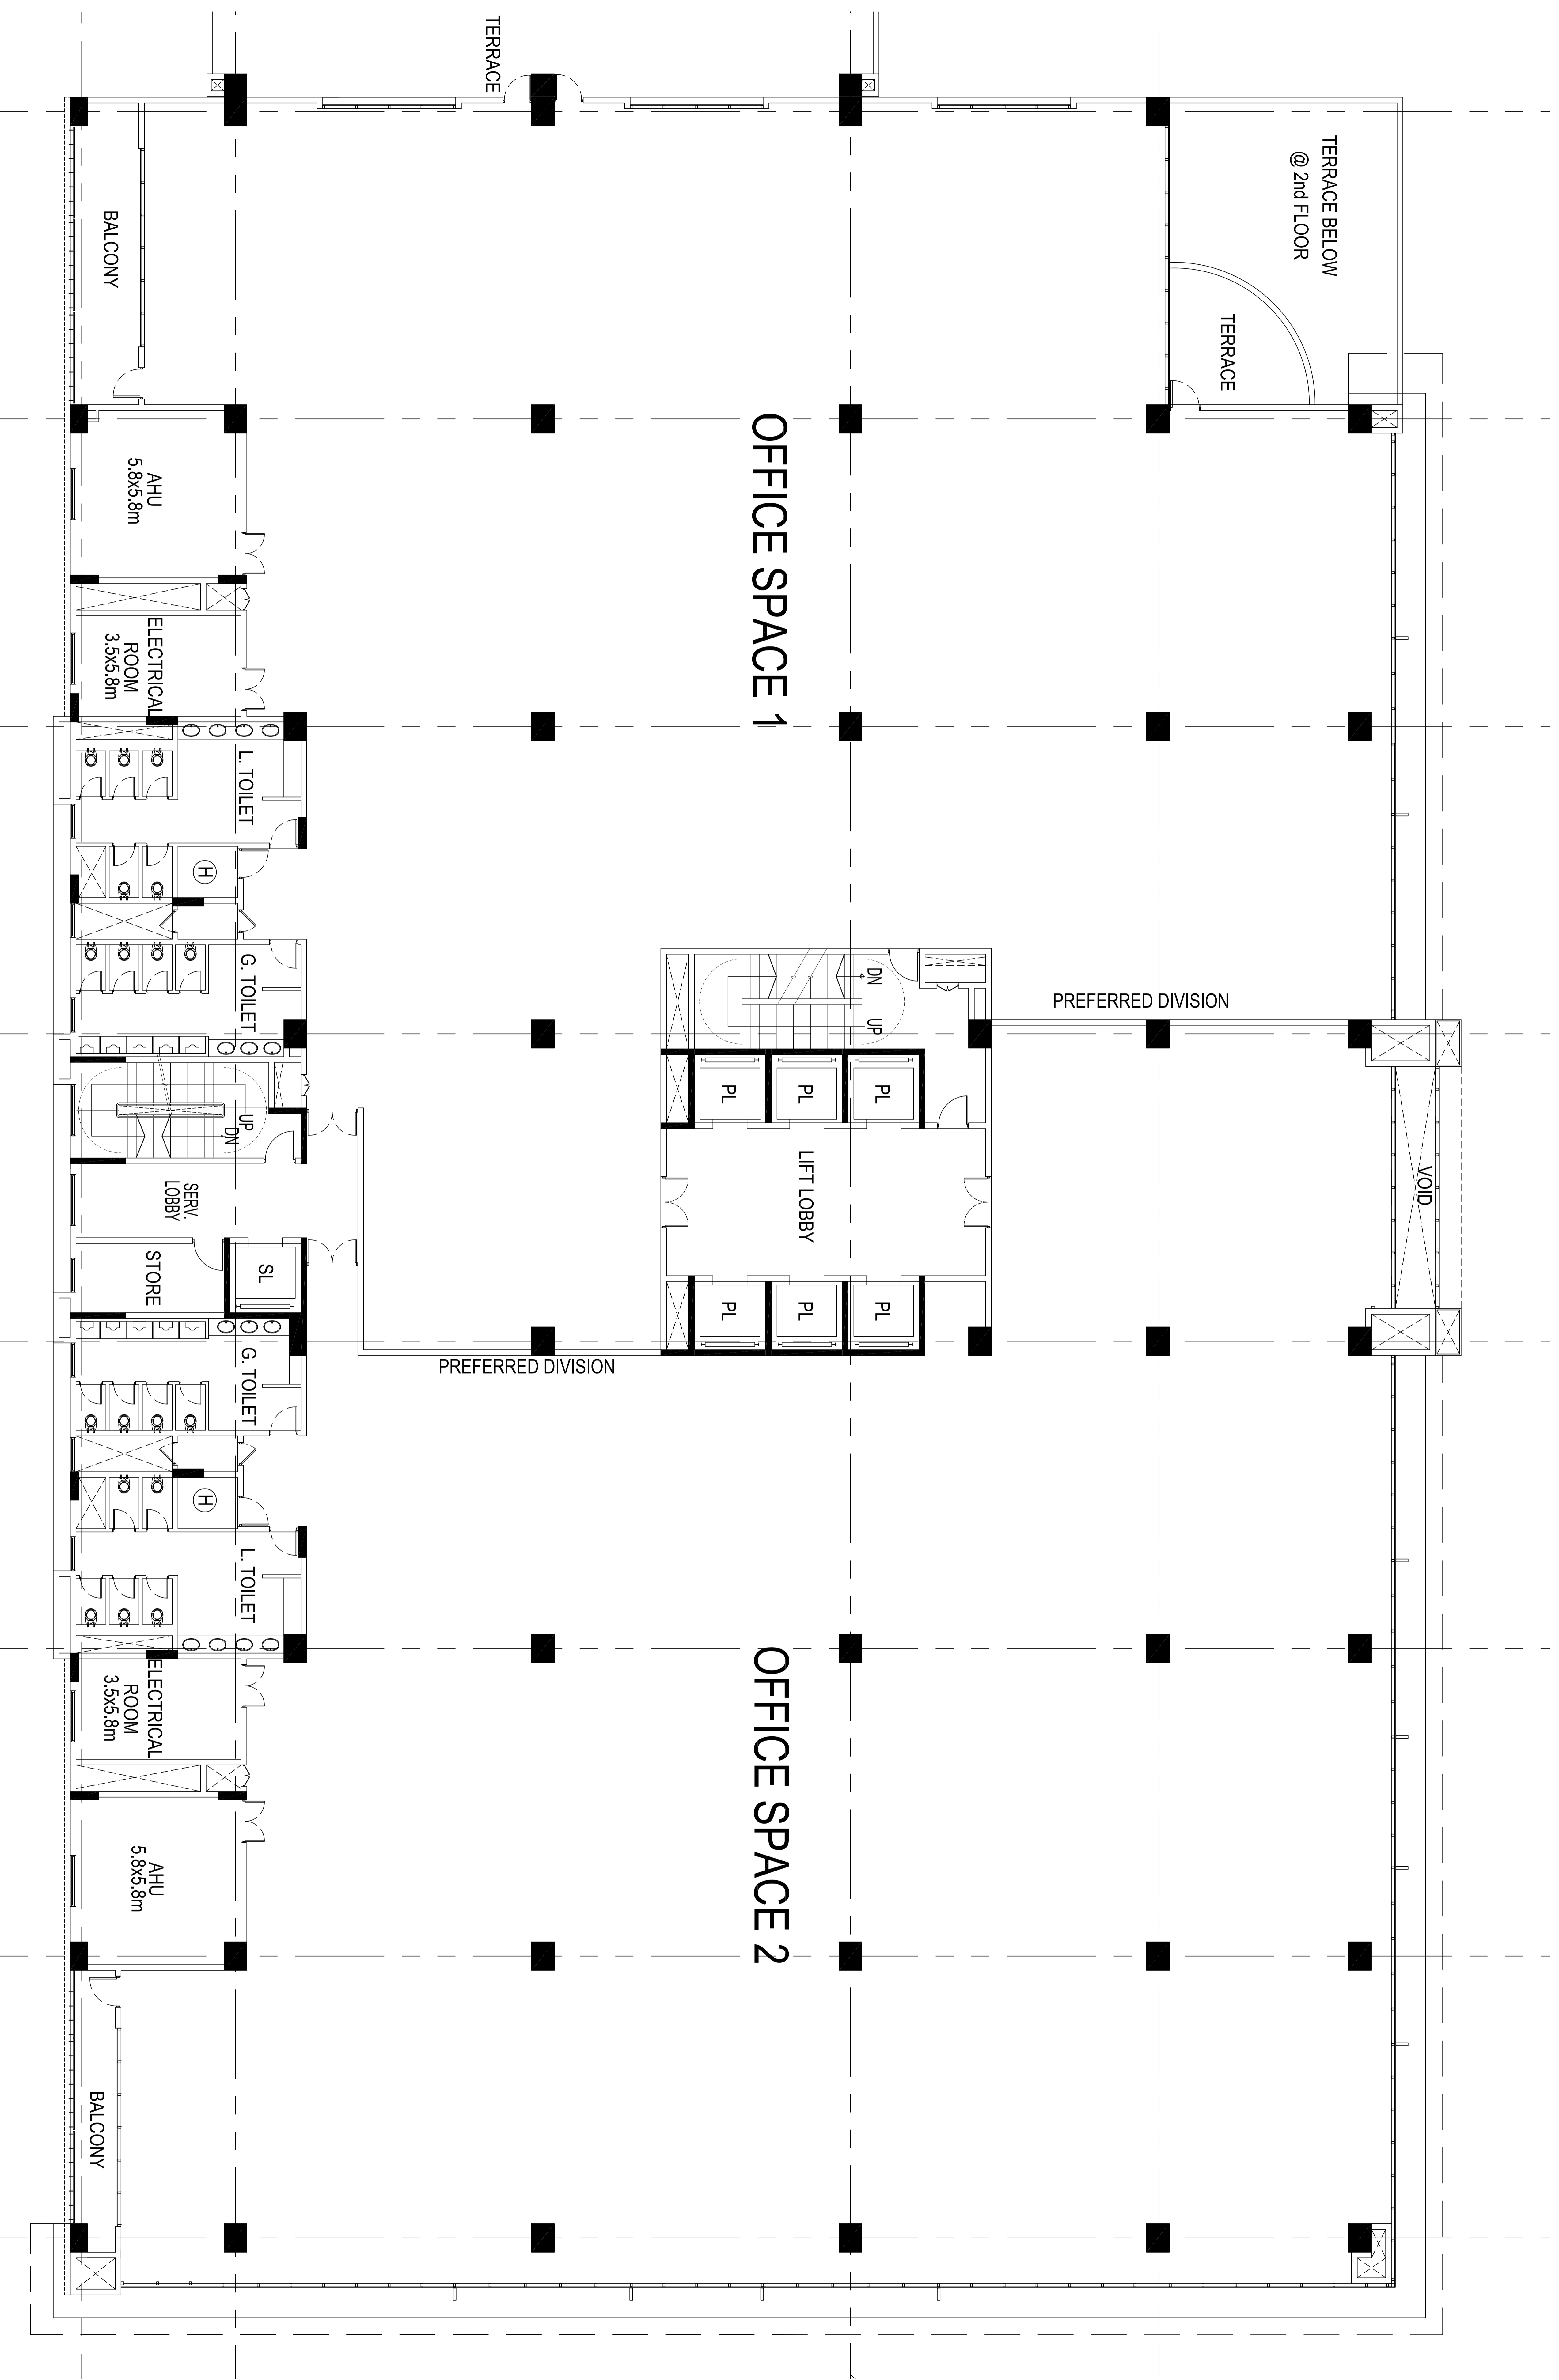 TERRACE
TERRACE BELOW
@ 2nd FLOOR
TERRACE
BALCONY
OFFICE SPACE 1
AHU
5.8x5.8m
ELECTRICAL
ROOM
3.5x5.8m
L. TOILET
H
G. TOILET
DN
UP
PREFERRED DIVISION
PL
PL
PL
UP
DN
LIFT LOBBY
VOID
SERV.
LOBBY
STORE
SL
PL
PL
PL
G. TOILET
PREFERRED DIVISION
H
L. TOILET
ELECTRICAL
ROOM
3.5x5.8m
OFFICE SPACE 2
AHU
5.8x5.8m
BALCONY